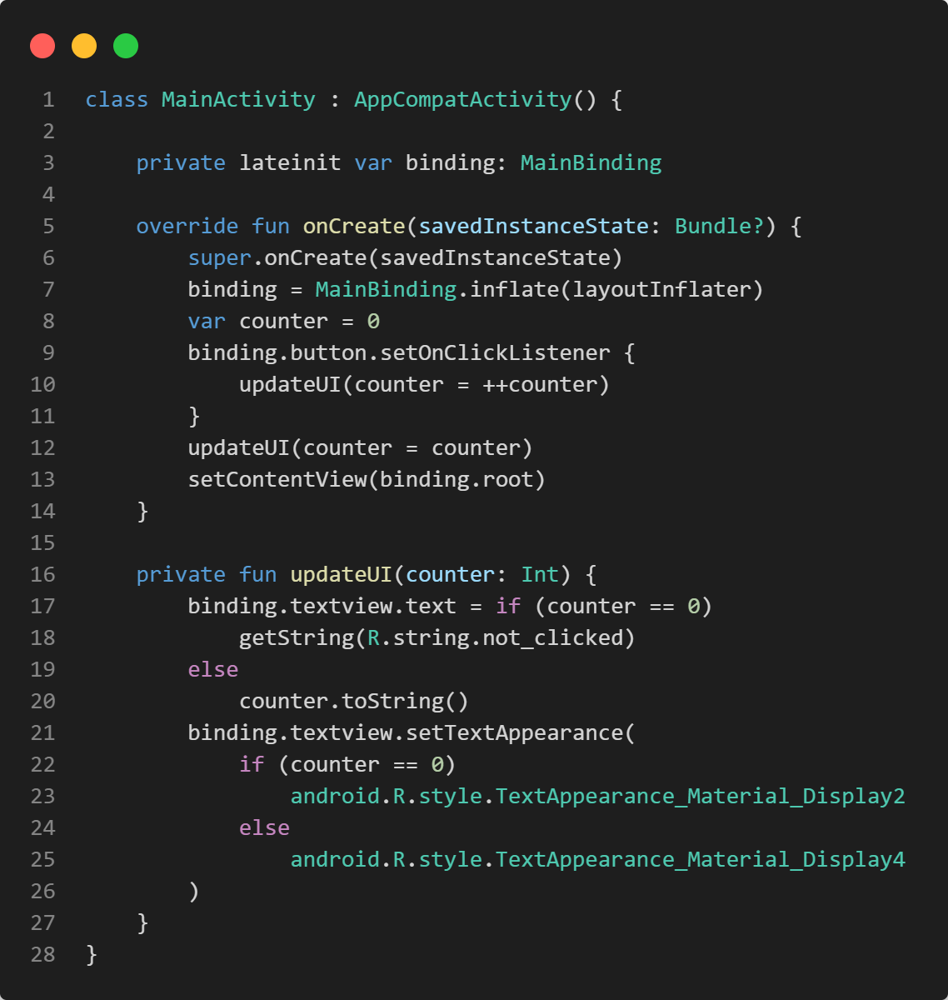 1 class MainActivity : AppCompatActivity() {
2
3     private lateinit var binding: MainBinding
4
5     override fun onCreate(savedInstanceState: Bundle?) {
6         super.onCreate(savedInstanceState)
7         binding = MainBinding.inflate(layoutInflater)
8         var counter = 0
9         binding.button.setOnClickListener {
10             updateUI(counter = ++counter)
11         }
12         updateUI(counter = counter)
13         setContentView(binding.root)
14     }
15
16     private fun updateUI(counter: Int) {
17         binding.textview.text = if (counter == 0)
18             getString(R.string.not_clicked)
19         else
20             counter.toString()
21         binding.textview.setTextAppearance(
22             if (counter == 0)
23                 android.R.style.TextAppearance_Material_Display2
24             else
25                 android.R.style.TextAppearance_Material_Display4
26         )
27     }
28 }